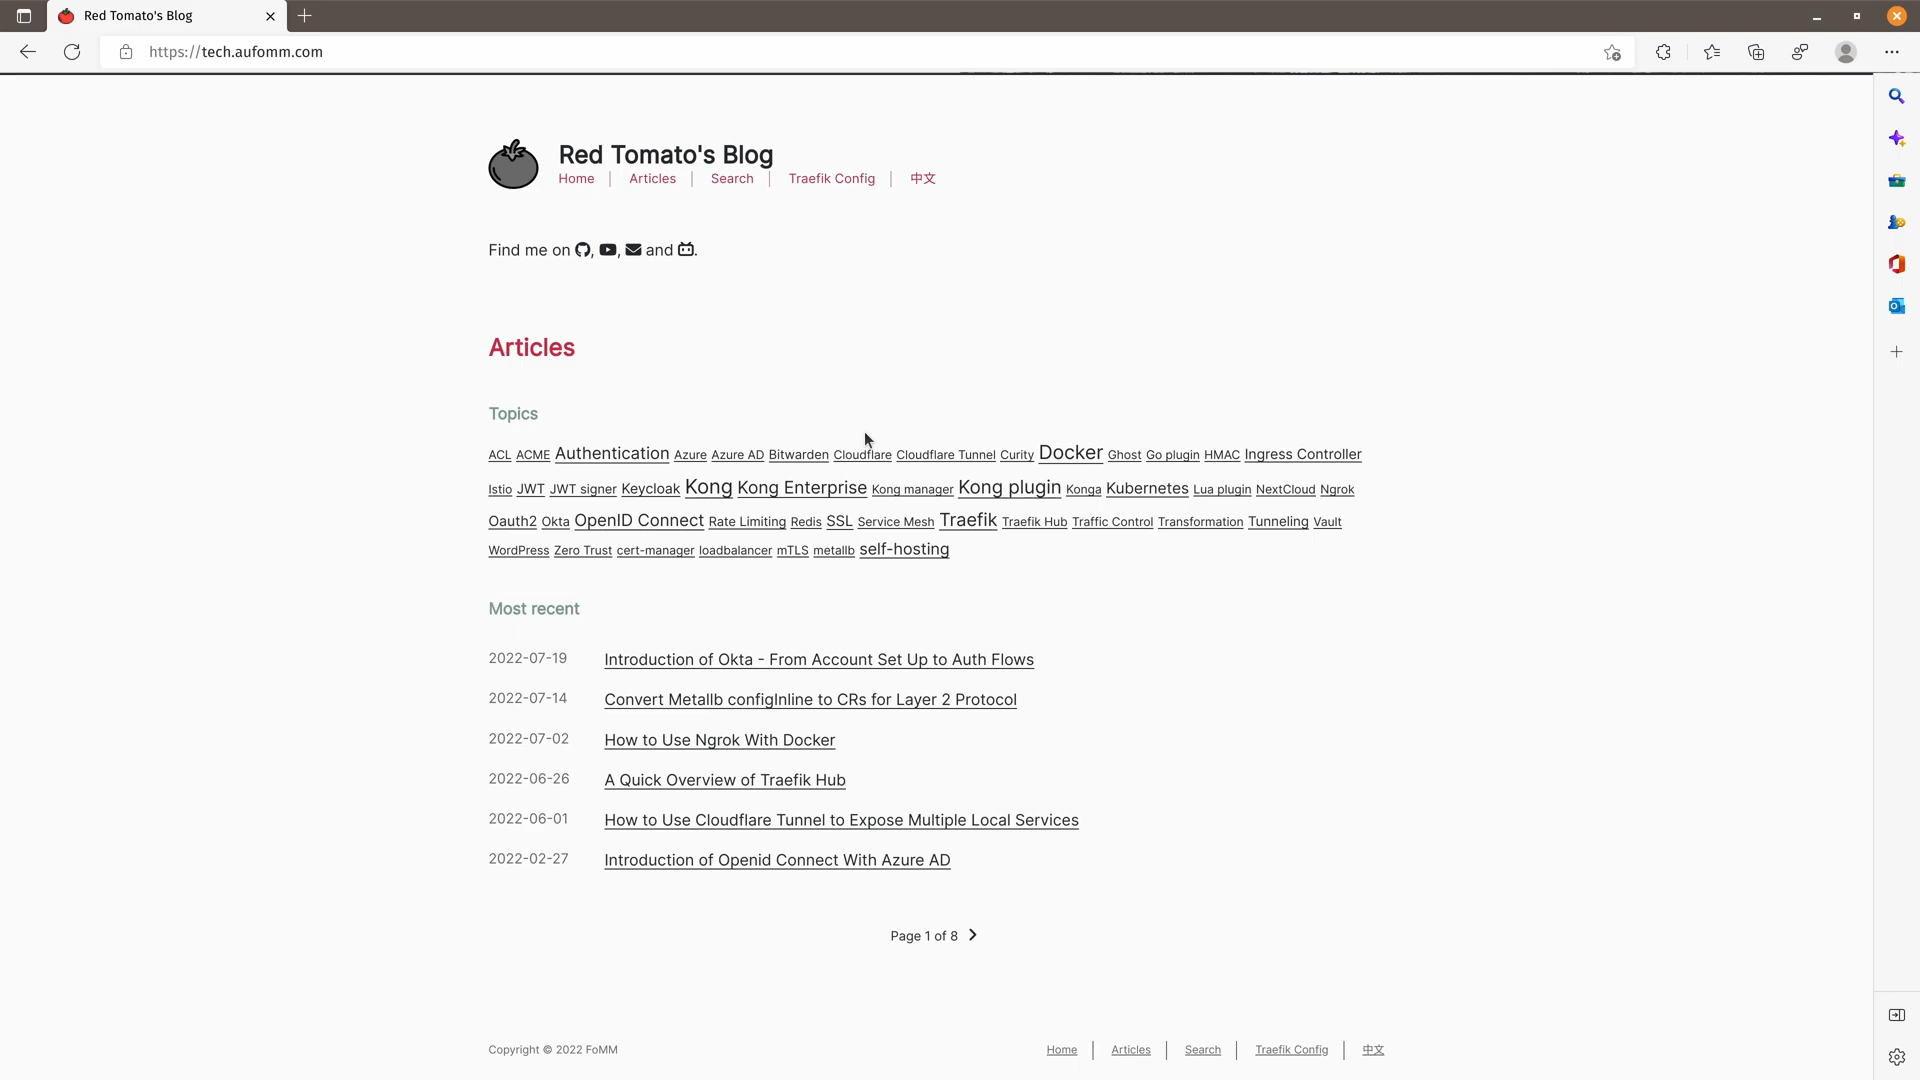 Red Tomato's Blog
https://tech.aufomm.com
Red Tomato's Blog
Home | Articles | Search | Traefik Config | 中文
Find me on , , and .
Articles
Topics
ACL ACME Authentication Azure Azure AD Bitwarden Cloudflare Cloudflare Tunnel Curity Docker Ghost Go plugin HMAC Ingress Controller
Istio JWT JWT signer Keycloak Kong Kong Enterprise Kong manager Kong plugin Konga Kubernetes Lua plugin NextCloud Ngrok
Oauth2 Okta OpenID Connect Rate Limiting Redis SSL Service Mesh Traefik Traefik Hub Traffic Control Transformation Tunneling Vault
WordPress Zero Trust cert-manager loadbalancer mTLS metallb self-hosting
Most recent
2022-07-19 Introduction of Okta - From Account Set Up to Auth Flows
2022-07-14 Convert Metallb configInline to CRs for Layer 2 Protocol
2022-07-02 How to Use Ngrok With Docker
2022-06-26 A Quick Overview of Traefik Hub
2022-06-01 How to Use Cloudflare Tunnel to Expose Multiple Local Services
2022-02-27 Introduction of Openid Connect With Azure AD
Page 1 of 8
Copyright © 2022 FoMM Home | Articles | Search | Traefik Config | 中文